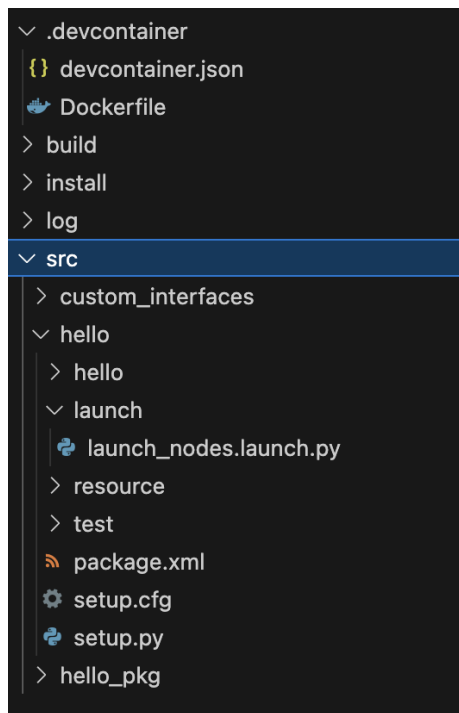 .devcontainer
{} devcontainer.json
Dockerfile
build
install
log
src
custom_interfaces
hello
hello
launch
launch_nodes.launch.py
resource
test
package.xml
setup.cfg
setup.py
hello_pkg